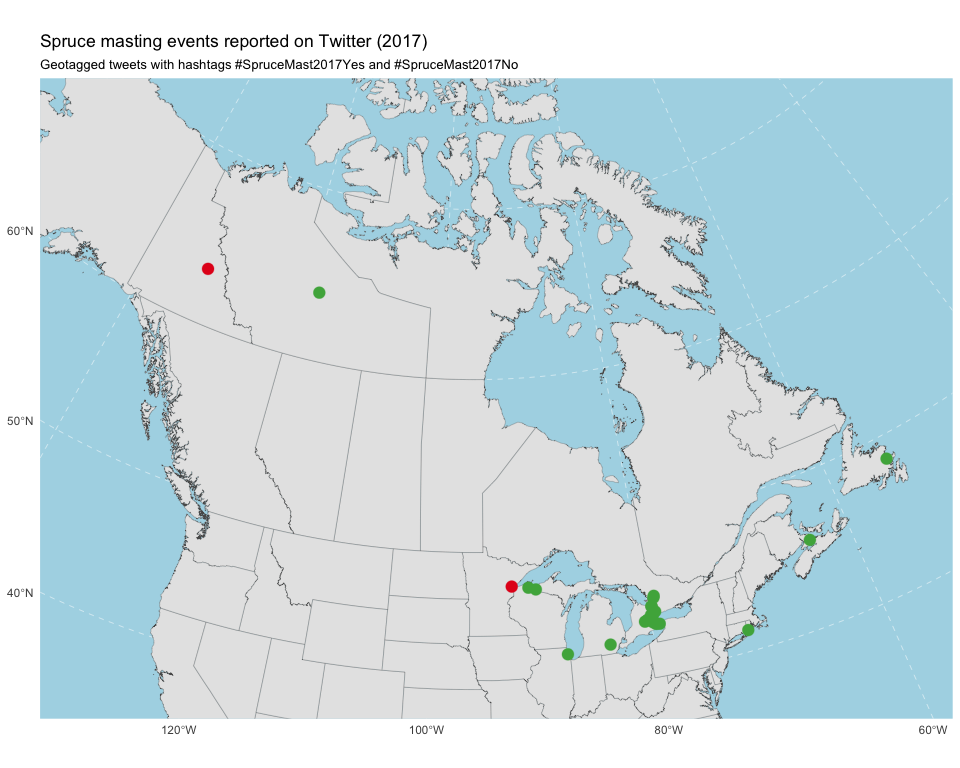 Spruce masting events reported on Twitter (2017)
Geotagged tweets with hashtags #SpruceMast2017Yes and #SpruceMast2017No
60°N
50°N
40°N
120°W
100°W
80°W
60°W